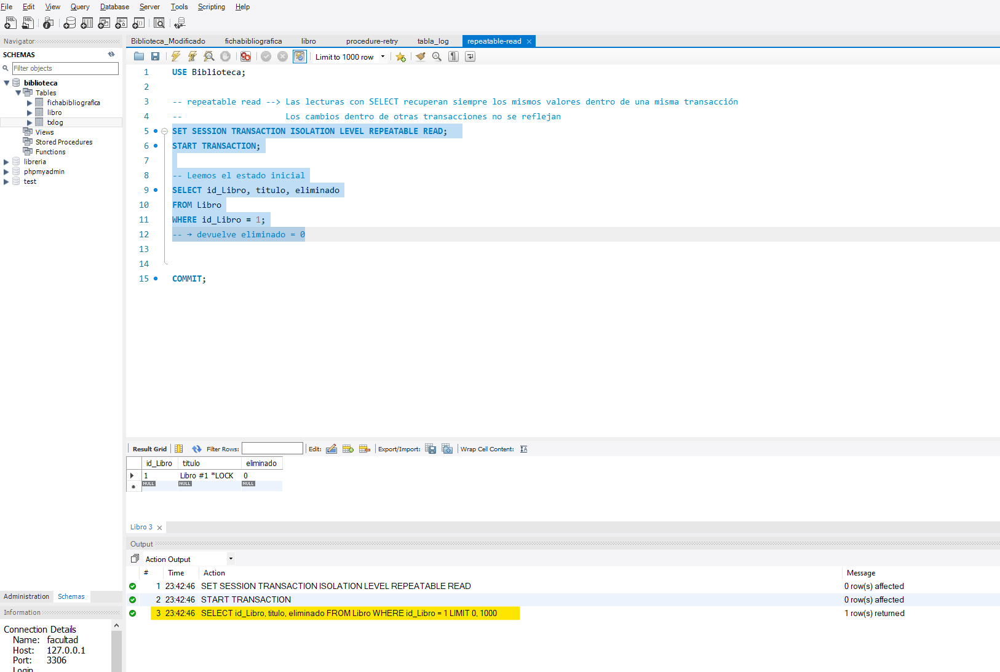 File Edit View Query Database Server Tools Scripting Help
Navigator
SCHEMAS
Filter objects
biblioteca
Tables
fichabibliografica
libro
txlog
Views
Stored Procedures
Functions
libreria
phpmyadmin
test
Administration Schemas
Information
Connection Details
Name: facultad
Host: 127.0.0.1
Port: 3306
Login
Biblioteca_Modificado fichabibliografica libro procedure-retry tabla_log repeatable-read
Limit to 1000 row
1 USE Biblioteca;
2
3 -- repeatable read --> Las lecturas con SELECT recuperan siempre los mismos valores dentro de una misma transacción
4 -- Los cambios dentro de otras transacciones no se reflejan
5 SET SESSION TRANSACTION ISOLATION LEVEL REPEATABLE READ;
6 START TRANSACTION;
7
8 -- Leemos el estado inicial
9 SELECT id_Libro, titulo, eliminado
10 FROM Libro
11 WHERE id_Libro = 1;
12 -- → devuelve eliminado = 0
13
14
15 COMMIT;
Result Grid Filter Rows: Edit: Export/Import: Wrap Cell Content:
id_Libro titulo eliminado
1 Libro #1 *LOCK 0
NULL NULL NULL
Libro 3
Output
Action Output
# Time Action Message
1 23:42:46 SET SESSION TRANSACTION ISOLATION LEVEL REPEATABLE READ 0 row(s) affected
2 23:42:46 START TRANSACTION 0 row(s) affected
3 23:42:46 SELECT id_Libro, titulo, eliminado FROM Libro WHERE id_Libro = 1 LIMIT 0, 1000 1 row(s) returned